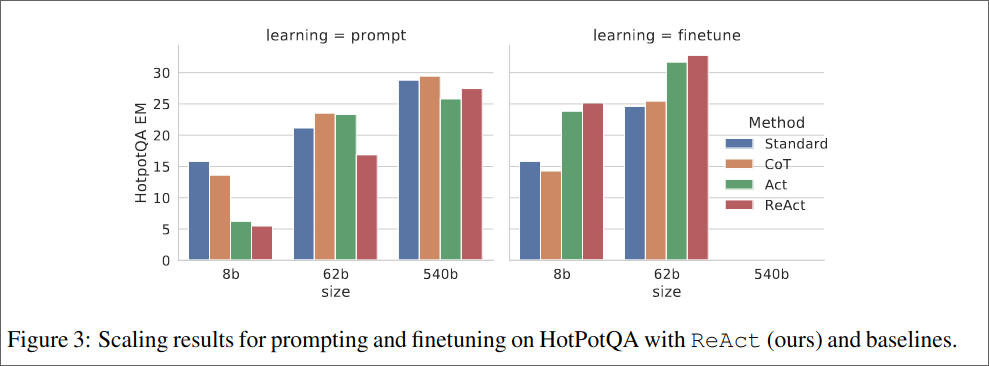 learning = prompt
learning = finetune
HotpotQA EM
30
25
20
15
10
5
0
8b
62b
540b
size
8b
62b
540b
size
Method
Standard
CoT
Act
ReAct
Figure 3: Scaling results for prompting and finetuning on HotPotQA with ReAct (ours) and baselines.